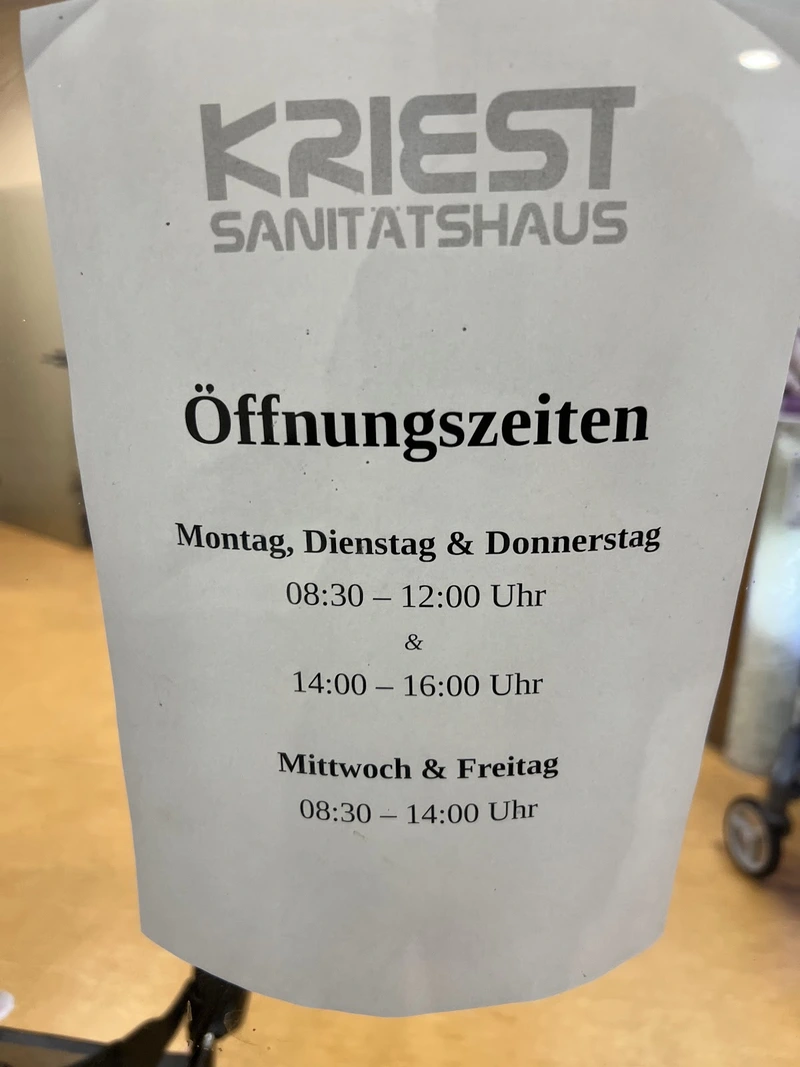 KRIEST
SANITÄTSHAUS
Öffnungszeiten
Montag, Dienstag & Donnerstag
08:30 – 12:00 Uhr
&
14:00 – 16:00 Uhr
Mittwoch & Freitag
08:30 – 14:00 Uhr